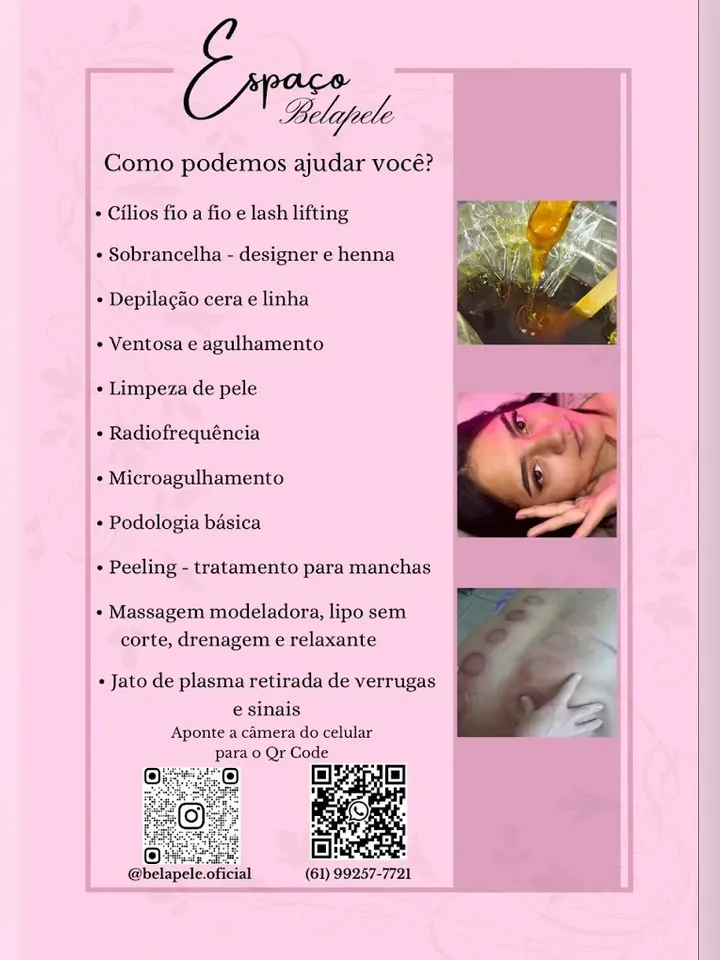 Espaço
Belapele
Como podemos ajudar você?
• Cílios fio a fio e lash lifting
• Sobrancelha - designer e henna
• Depilação cera e linha
• Ventosa e agulhamento
• Limpeza de pele
• Radiofrequência
• Microagulhamento
• Podologia básica
• Peeling - tratamento para manchas
• Massagem modeladora, lipo sem
corte, drenagem e relaxante
• Jato de plasma retirada de verrugas
e sinais
Aponte a câmera do celular
para o Qr Code
@belapele.oficial
(61) 99257-7721